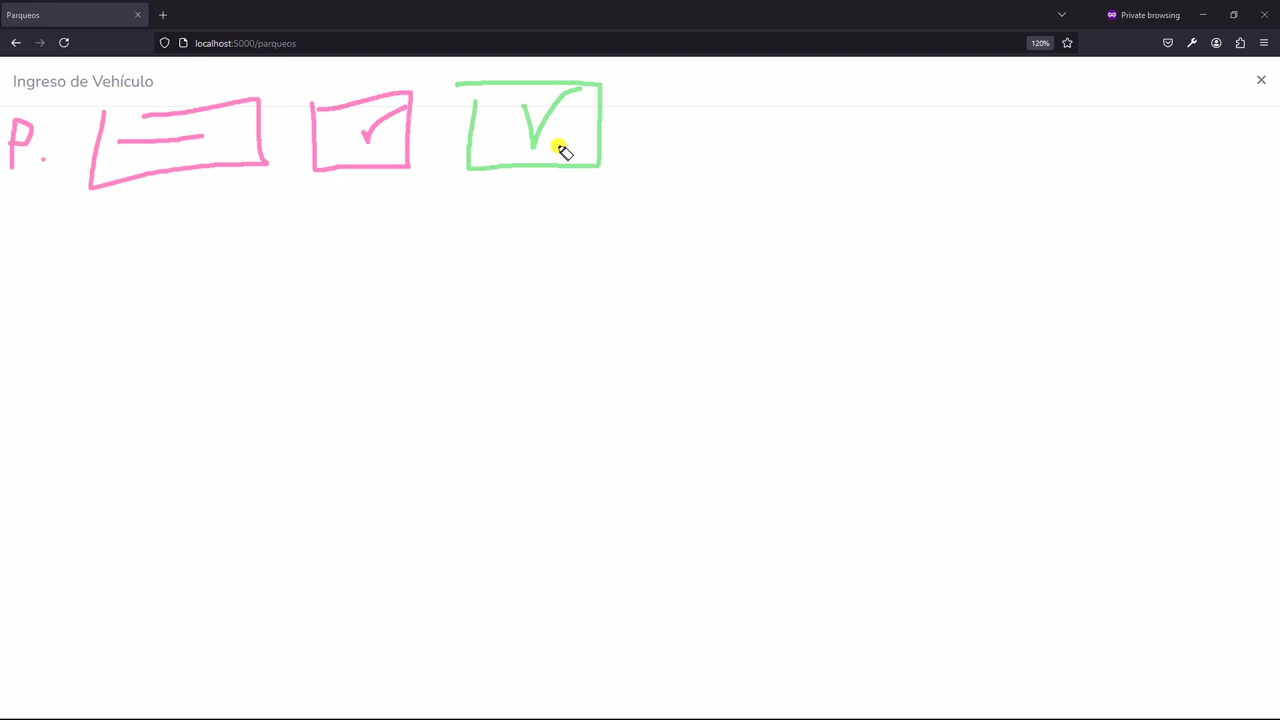 Parqueos
Private browsing
localhost:5000/parqueos
120%
Ingreso de Vehículo
P.